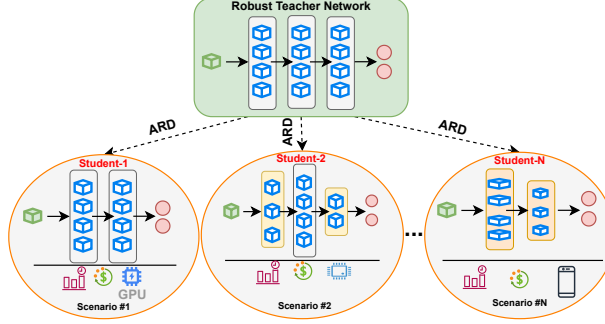 Robust Teacher Network
ARD
ARD
ARD
Student-1
Student-2
Student-N
...
GPU
Scenario #1
Scenario #2
Scenario #N